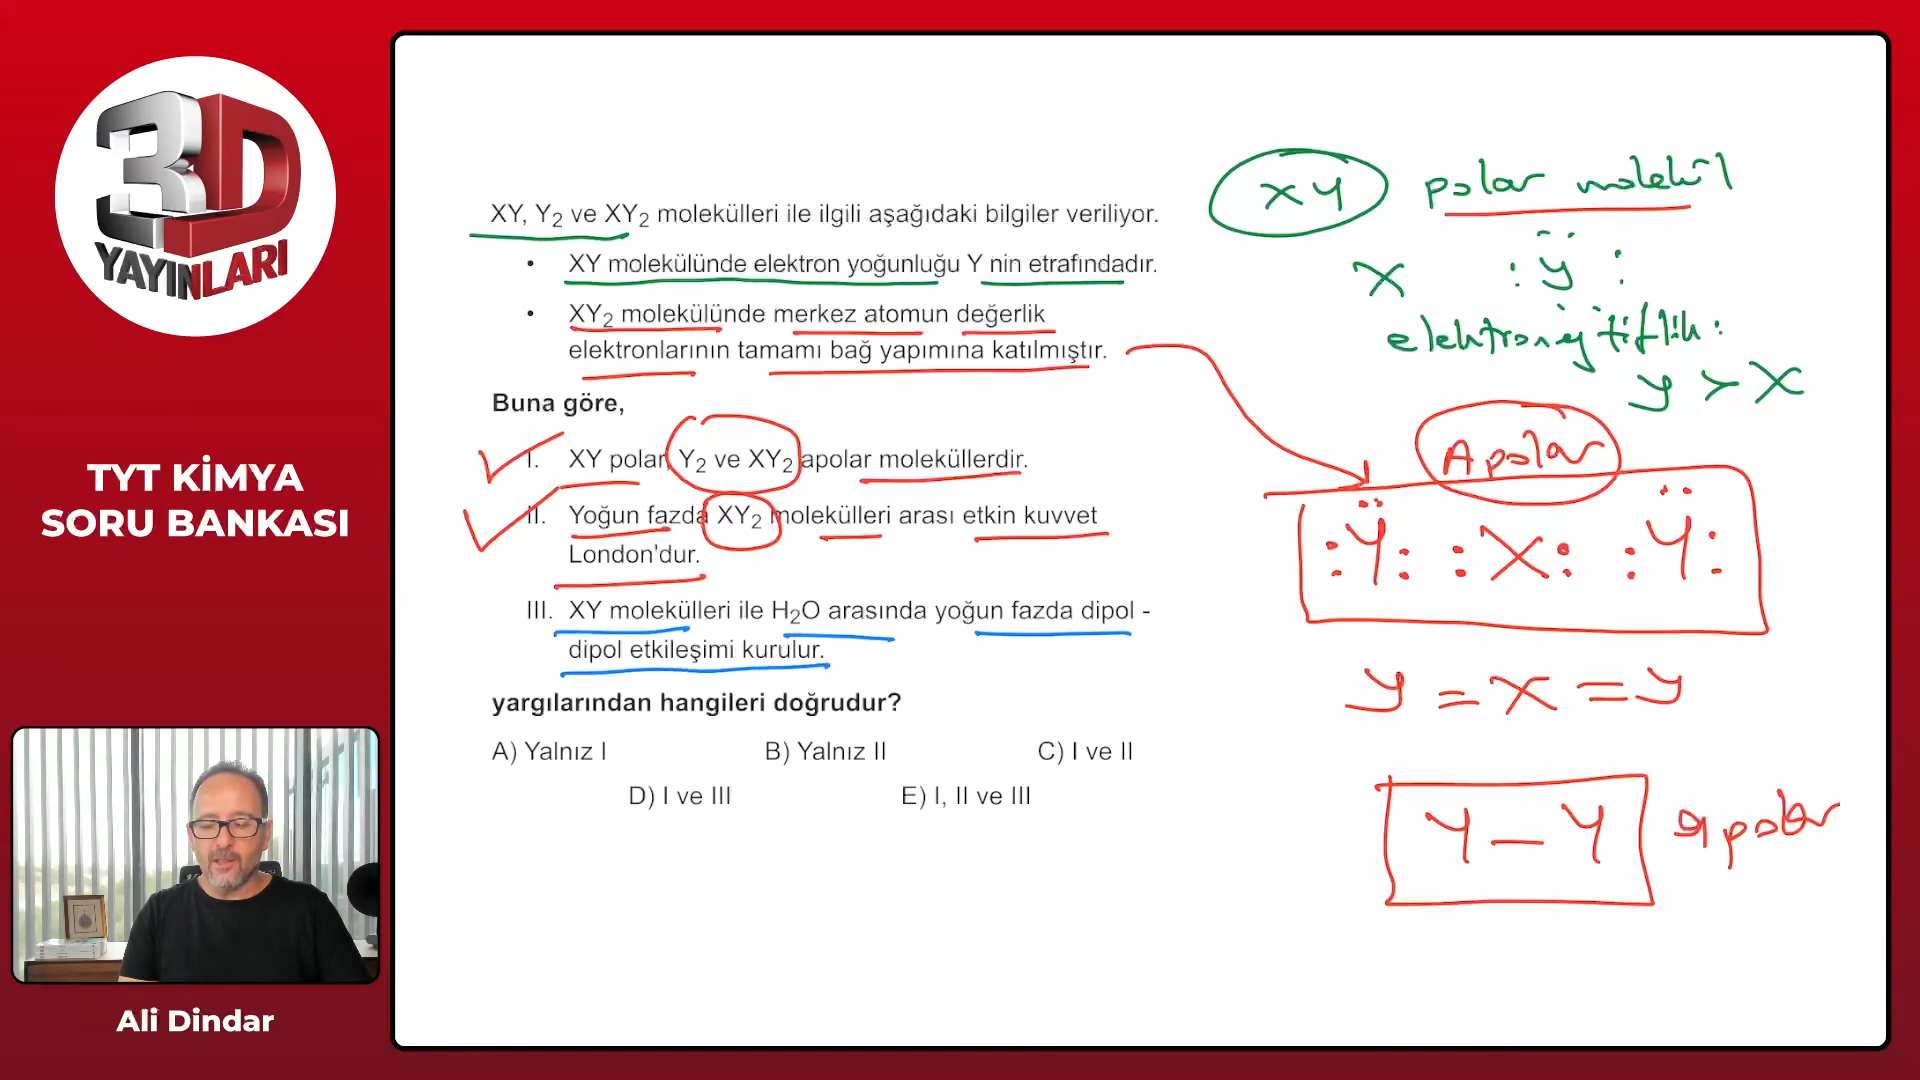 3D
YAYINLARI
TYT KİMYA
SORU BANKASI
Ali Dindar
XY, Y₂ ve XY₂ molekülleri ile ilgili aşağıdaki bilgiler veriliyor.
• XY molekülünde elektron yoğunluğu Y nin etrafındadır.
• XY₂ molekülünde merkez atomun değerlik
elektronlarının tamamı bağ yapımına katılmıştır.
Buna göre,
I. XY polar, Y₂ ve XY₂ apolar moleküllerdir.
II. Yoğun fazda XY₂ molekülleri arası etkin kuvvet
London'dur.
III. XY molekülleri ile H₂O arasında yoğun fazda dipol -
dipol etkileşimi kurulur.
yargılarından hangileri doğrudur?
A) Yalnız I B) Yalnız II C) I ve II
D) I ve III E) I, II ve III
XY polar molekül
X :Y:
elektronegtiflik:
y > X
Apolar
:Y: :X: :Y:
y = X = y
Y — Y apolar